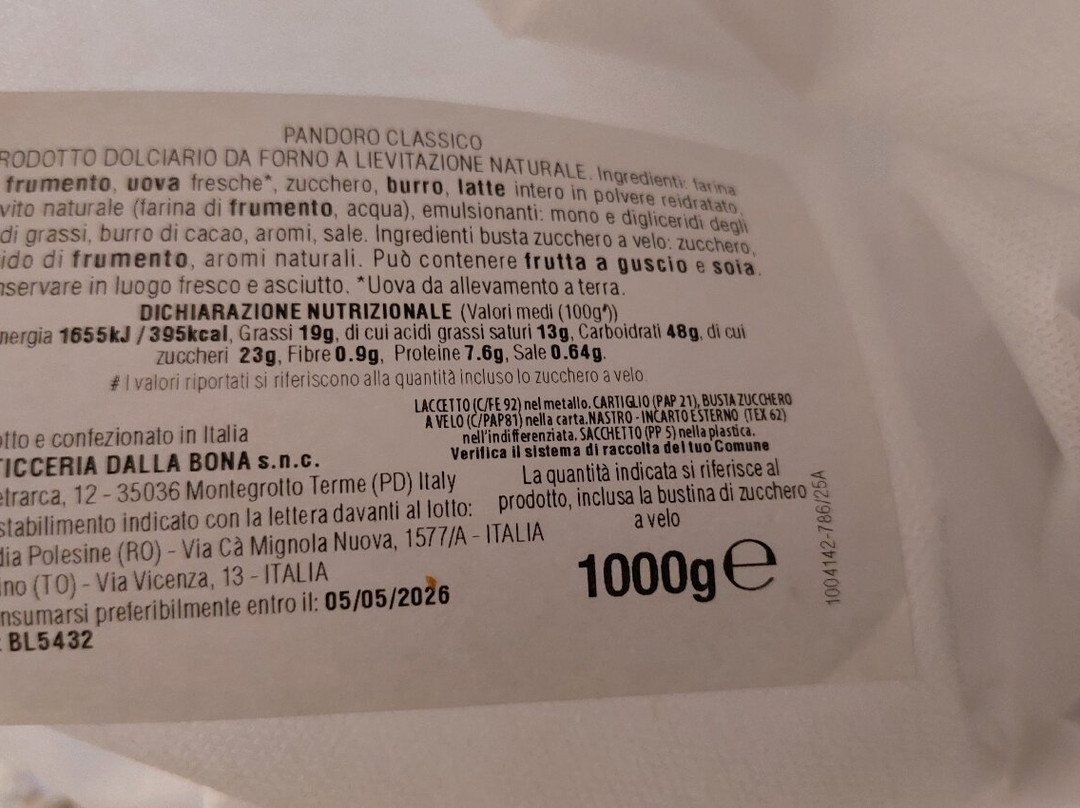 PANDORO CLASSICO
RODOTTO DOLCIARIO DA FORNO A LIEVITAZIONE NATURALE. Ingredienti: farina
frumento, uova fresche*, zucchero, burro, latte intero in polvere reidratato,
vito naturale (farina di frumento, acqua), emulsionanti: mono e digliceridi degli
di grassi, burro di cacao, aromi, sale. Ingredienti busta zucchero a velo: zucchero,
ido di frumento, aromi naturali. Può contenere frutta a guscio e soia.
nservare in luogo fresco e asciutto. *Uova da allevamento a terra.
DICHIARAZIONE NUTRIZIONALE (Valori medi (100g#))
nergia 1655kJ / 395kcal, Grassi 19g, di cui acidi grassi saturi 13g, Carboidrati 48g, di cui
zuccheri 23g, Fibre 0.9g, Proteine 7.6g, Sale 0.64g.
# I valori riportati si riferiscono alla quantità incluso lo zucchero a velo.
LACCETTO (C/FE 92) nel metallo. CARTIGLIO (PAP 21), BUSTA ZUCCHERO
A VELO (C/PAP81) nella carta.NASTRO - INCARTO ESTERNO (TEX 62)
nell'indifferenziata. SACCHETTO (PP 5) nella plastica.
Verifica il sistema di raccolta del tuo Comune
otto e confezionato in Italia
TICCERIA DALLA BONA s.n.c.
etrarca, 12 - 35036 Montegrotto Terme (PD) Italy
stabilimento indicato con la lettera davanti al lotto:
dia Polesine (RO) - Via Cà Mignola Nuova, 1577/A - ITALIA
ino (TO) - Via Vicenza, 13 - ITALIA
nsumarsi preferibilmente entro il: 05/05/2026
: BL5432
La quantità indicata si riferisce al
prodotto, inclusa la bustina di zucchero
a velo
1000g e
1004142-786/25A